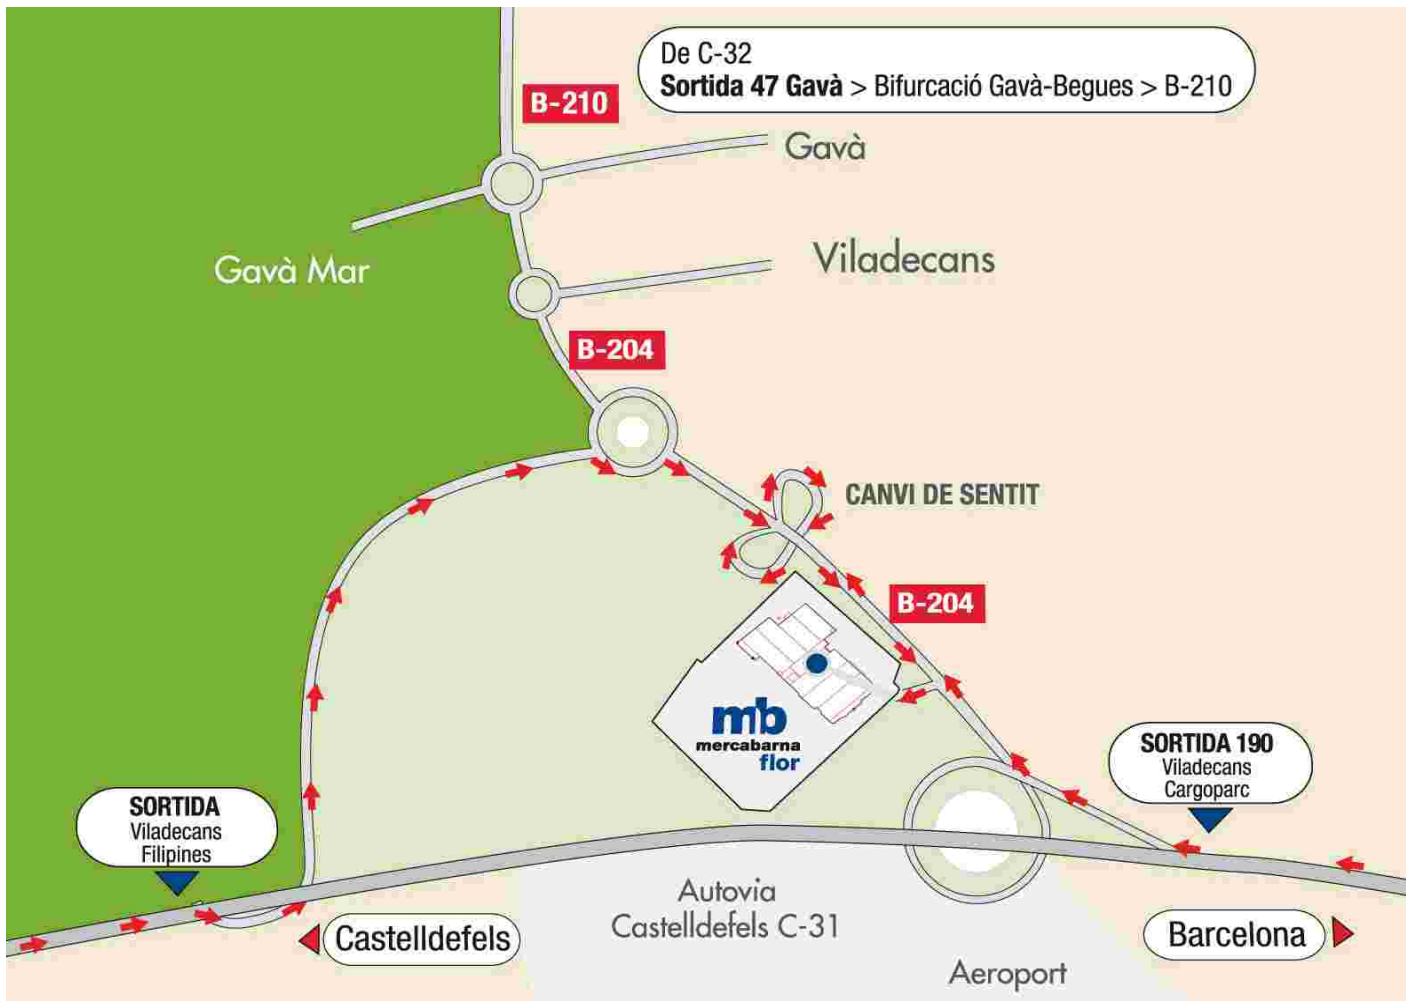 De C-32
Sortida 47 Gavà > Bifurcació Gavà-Begues > B-210
B-210
Gavà
Viladecans
Gavà Mar
B-204
CANVI DE SENTIT
B-204
mb
mercabarna
flor
SORTIDA 190
Viladecans
Cargoparc
SORTIDA
Viladecans
Filipines
Autovia
Castelldefels C-31
Castelldefels
Barcelona
Aeroport